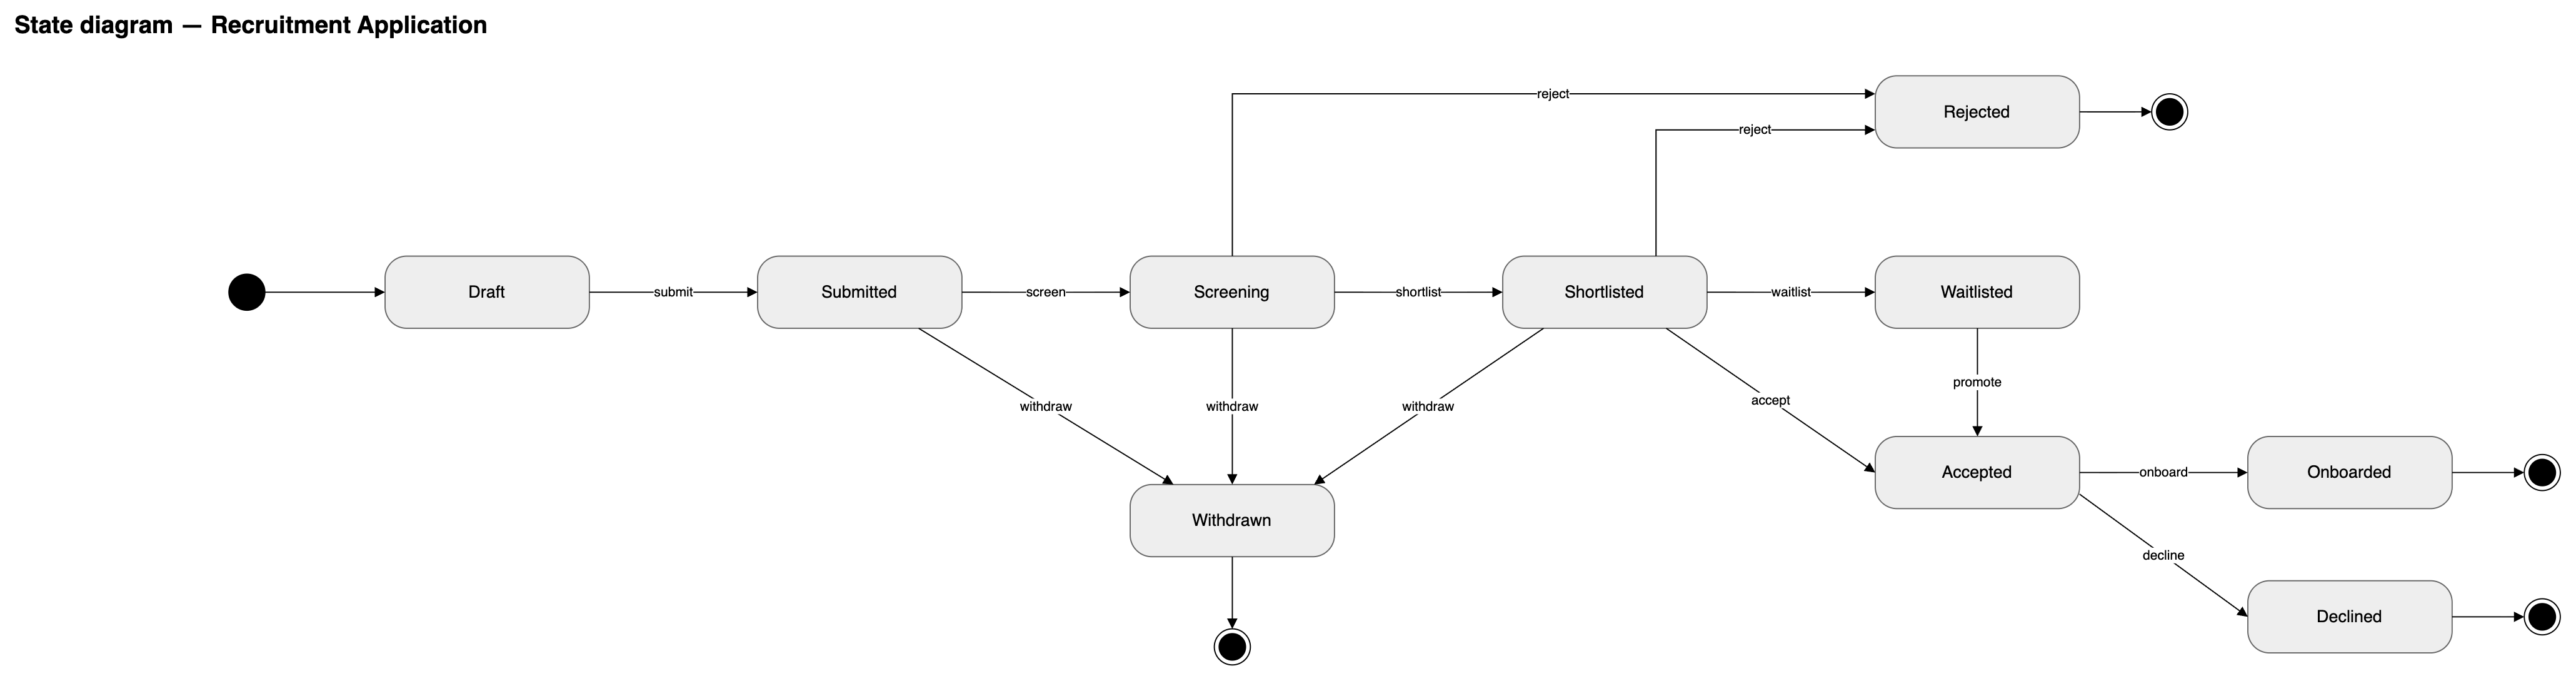 State diagram — Recruitment Application
reject
Rejected
reject
Draft
submit
Submitted
screen
Screening
shortlist
Shortlisted
waitlist
Waitlisted
promote
withdraw
withdraw
withdraw
accept
Accepted
onboard
Onboarded
Withdrawn
decline
Declined